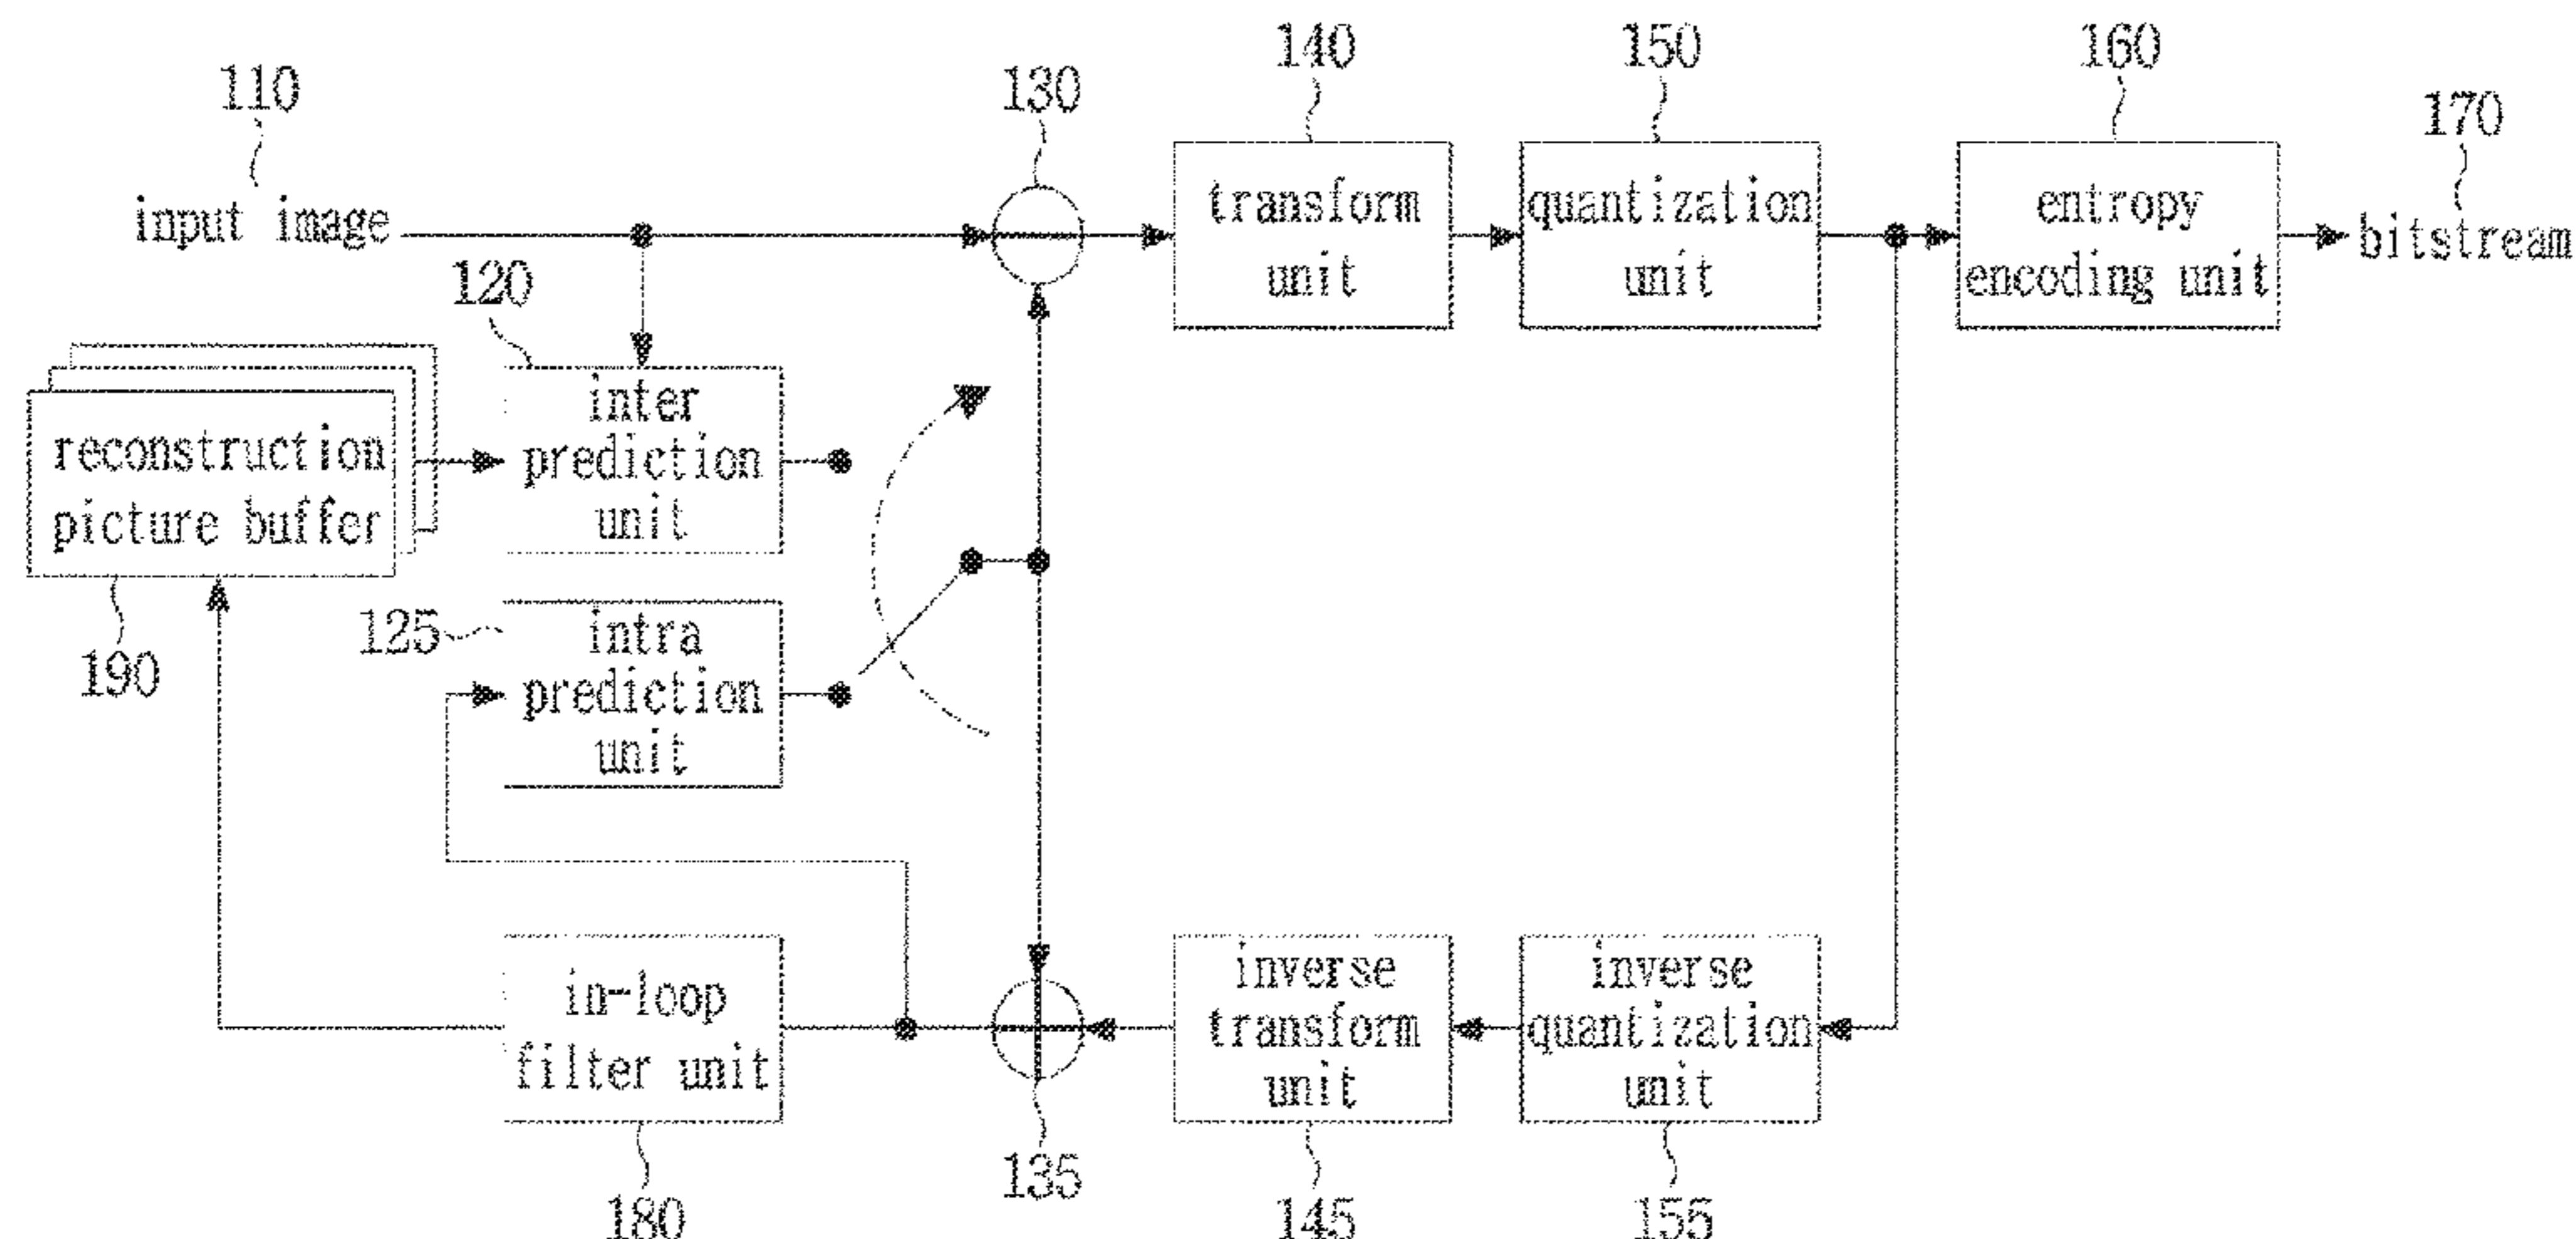 110
130
140
150
160
170
input image
transform
unit
quantization
unit
entropy
encoding unit
bitstream
120
inter
prediction
unit
reconstruction
picture buffer
190
125
intra
prediction
unit
in-loop
filter unit
180
135
inverse
transform
unit
145
inverse
quantization
unit
155